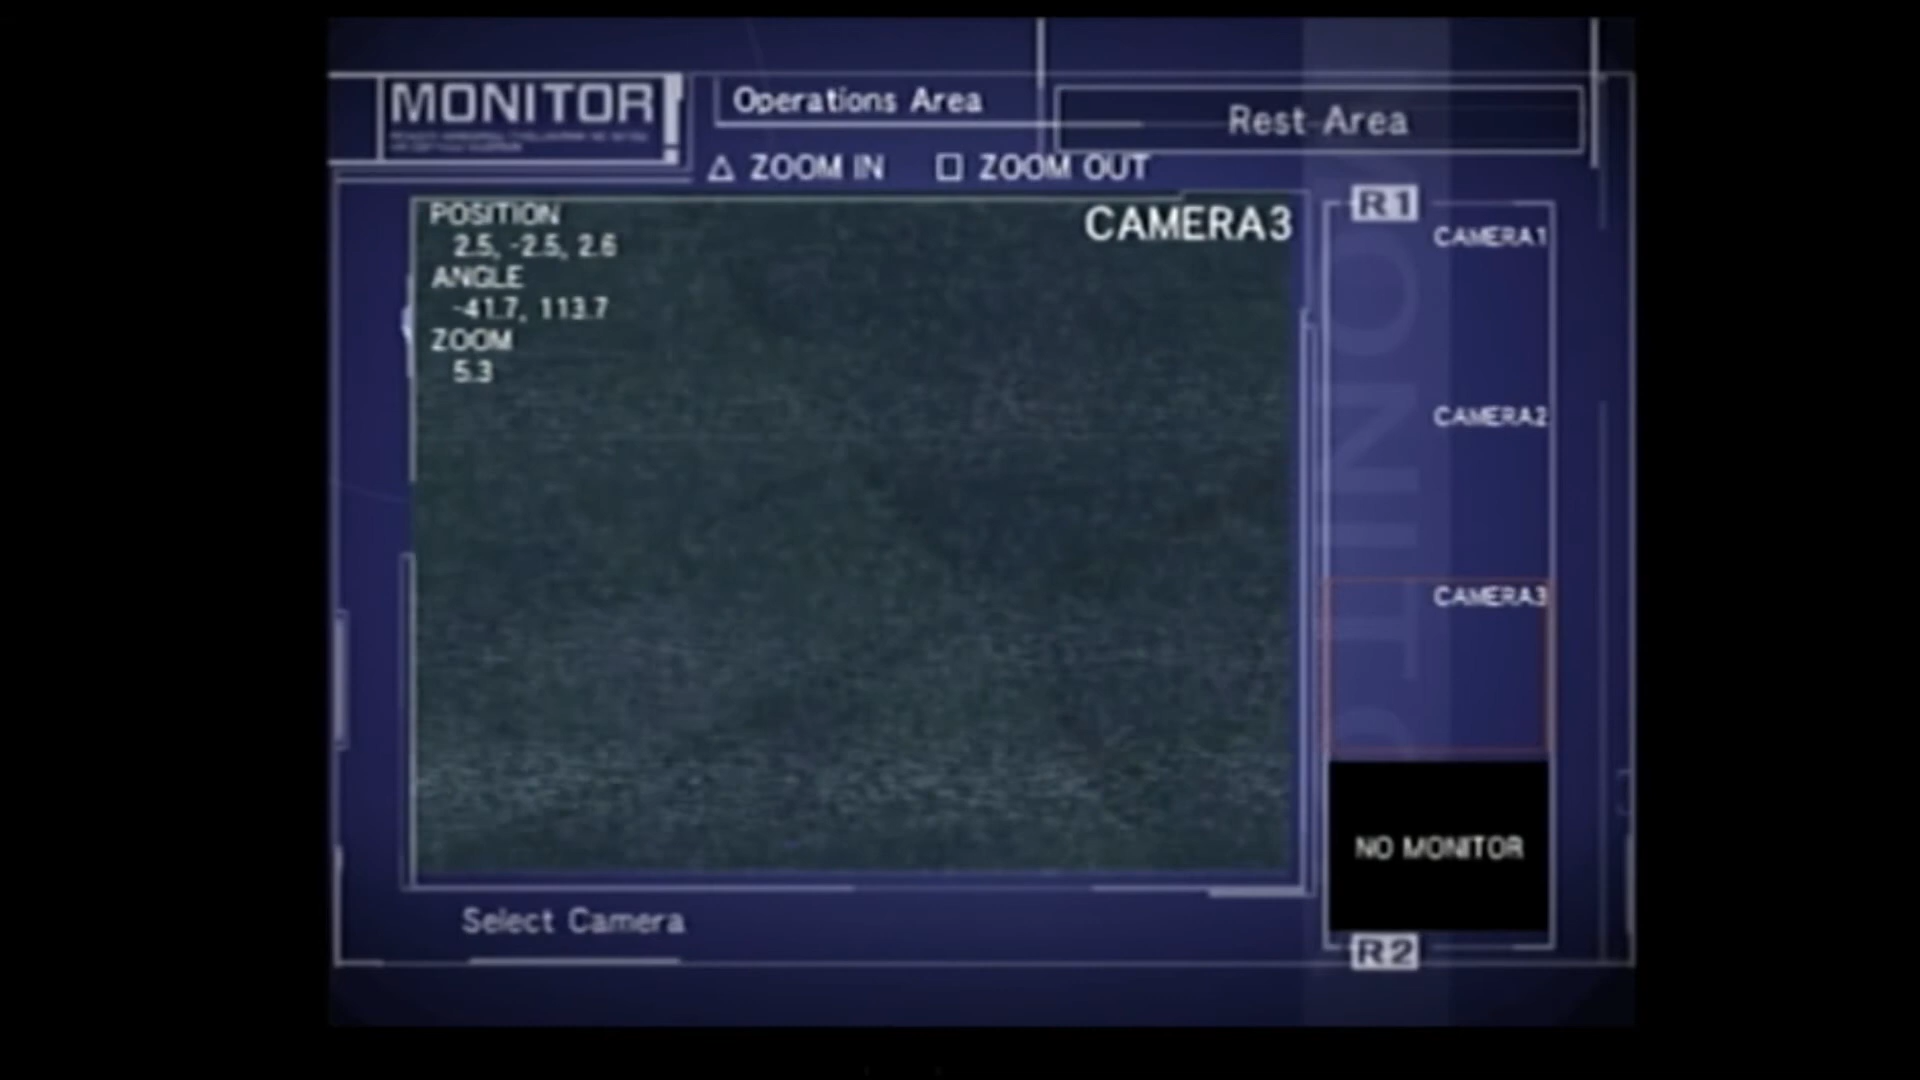 MONITOR
Operations Area
Rest Area
△ ZOOM IN □ ZOOM OUT
POSITION
2.5, -2.5, 2.6
ANGLE
-41.7, 113.7
ZOOM
5.3
CAMERA3
R1
CAMERA1
CAMERA2
CAMERA3
NO MONITOR
R2
Select Camera
MONITO